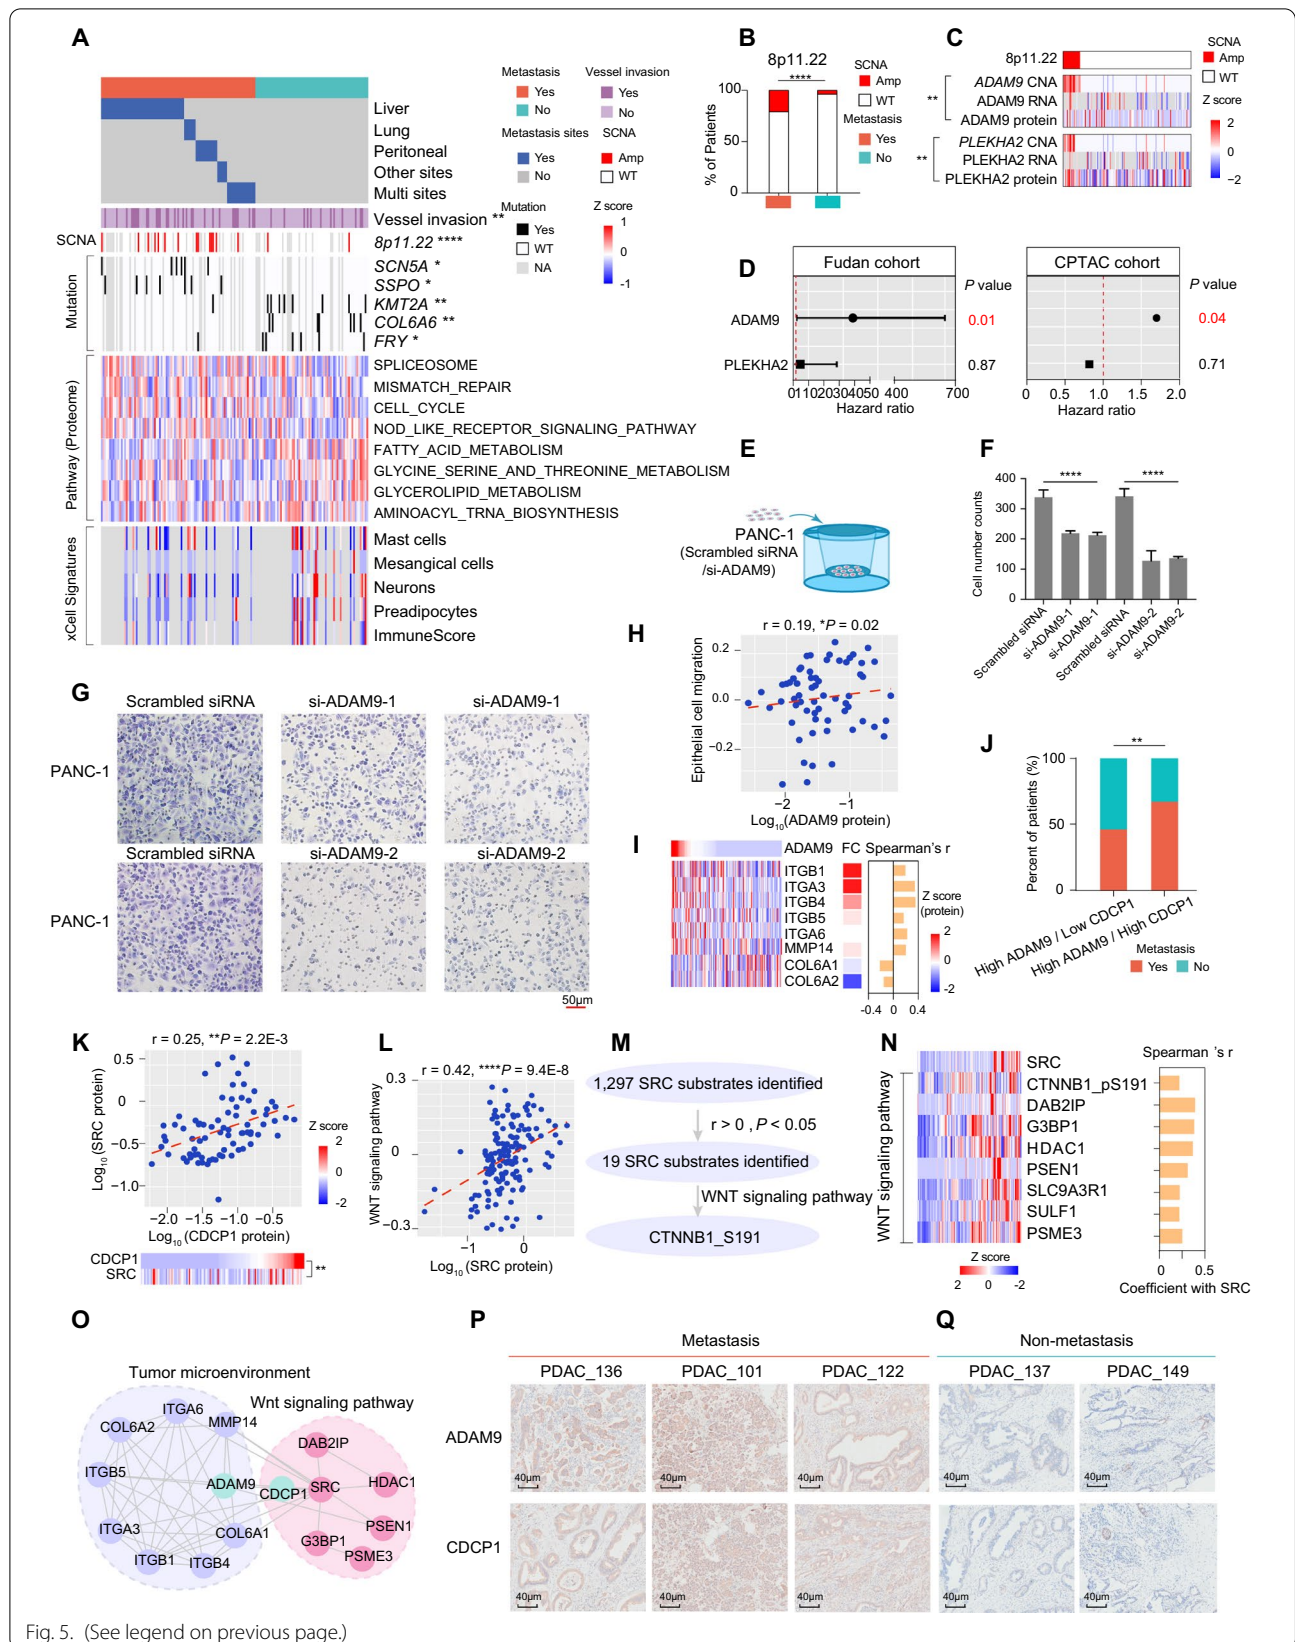 A
Metastasis
Yes
No
Vessel invasion
Yes
No
Metastasis sites
Yes
No
SCNA
Amp
WT
Mutation
Yes
WT
NA
Z score
1
0
-1
Liver
Lung
Peritoneal
Other sites
Multi sites
Vessel invasion **
SCNA
8p11.22 ****
Mutation
SCN5A *
SSPO *
KMT2A **
COL6A6 **
FRY *
Pathway (Proteome)
SPLICEOSOME
MISMATCH_REPAIR
CELL_CYCLE
NOD_LIKE_RECEPTOR_SIGNALING_PATHWAY
FATTY_ACID_METABOLISM
GLYCINE_SERINE_AND_THREONINE_METABOLISM
GLYCEROLIPID_METABOLISM
AMINOACYL_TRNA_BIOSYNTHESIS
xCell Signatures
Mast cells
Mesangical cells
Neurons
Preadipocytes
ImmuneScore
B
8p11.22
****
% of Patients
100
50
0
SCNA
Amp
WT
Metastasis
Yes
No
C
8p11.22
ADAM9 CNA
** ADAM9 RNA
ADAM9 protein
PLEKHA2 CNA
** PLEKHA2 RNA
PLEKHA2 protein
SCNA
Amp
WT
Z score
2
0
−2
D
Fudan cohort
P value
ADAM9
0.01
PLEKHA2
0.87
01 1020304050 400 700
Hazard ratio
CPTAC cohort
P value
0.04
0.71
0 0.5 1.0 1.5 2.0
Hazard ratio
E
PANC-1
(Scrambled siRNA
/si-ADAM9)
F
Cell number counts
400
300
200
100
0
**** ****
Scrambled siRNA
si-ADAM9-1
si-ADAM9-1
Scrambled siRNA
si-ADAM9-2
si-ADAM9-2
G
Scrambled siRNA si-ADAM9-1 si-ADAM9-1
PANC-1
Scrambled siRNA si-ADAM9-2 si-ADAM9-2
PANC-1
50μm
H
r = 0.19, *P = 0.02
Epithelial cell migration
0.2
0.0
−0.2
−2 −1
Log10(ADAM9 protein)
I
ADAM9 FC Spearman's r
ITGB1
ITGA3
ITGB4
ITGB5
ITGA6
MMP14
COL6A1
COL6A2
-0.4 0 0.4
Z score
(protein)
2
0
-2
J
**
Percent of patients (%)
100
50
0
High ADAM9 / Low CDCP1
High ADAM9 / High CDCP1
Metastasis
Yes No
K
r = 0.25, **P = 2.2E-3
Log10(SRC protein)
0.5
0
−0.5
−1.0
−2.0 −1.5 −1.0 −0.5
Log10(CDCP1 protein)
Z score
2
0
-2
CDCP1
SRC
**
L
r = 0.42, ****P = 9.4E-8
WNT signaling pathway
0.3
0
−0.3
−1 0
Log10(SRC protein)
M
1,297 SRC substrates identified
r > 0 , P < 0.05
19 SRC substrates identified
WNT signaling pathway
CTNNB1_S191
N
WNT signaling pathway
SRC
CTNNB1_pS191
DAB2IP
G3BP1
HDAC1
PSEN1
SLC9A3R1
SULF1
PSME3
Z score
2 0 -2
Spearman 's r
0 0.5
Coefficient with SRC
O
Tumor microenvironment
Wnt signaling pathway
ITGA6
COL6A2
MMP14
ITGB5
ADAM9
CDCP1
ITGA3
COL6A1
ITGB1
ITGB4
DAB2IP
SRC
HDAC1
PSEN1
G3BP1
PSME3
P
Metastasis
PDAC_136 PDAC_101 PDAC_122
Q
Non-metastasis
PDAC_137 PDAC_149
ADAM9
40μm 40μm 40μm 40μm 40μm
CDCP1
40μm 40μm 40μm 40μm 40μm
Fig. 5. (See legend on previous page.)